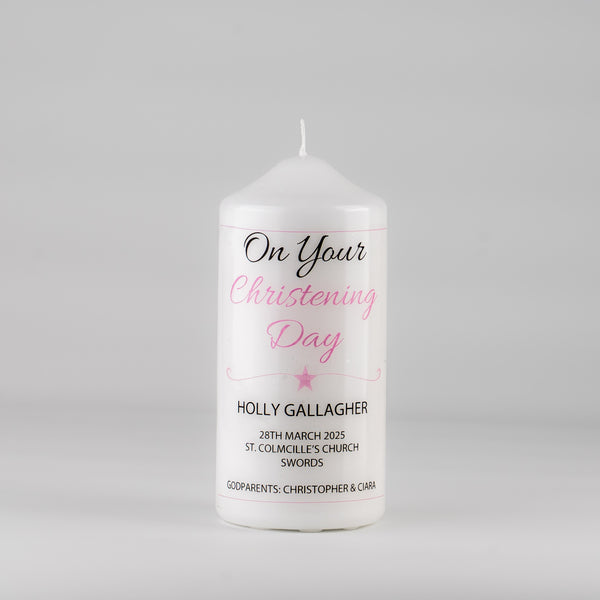 On Your
Christening
Day
HOLLY GALLAGHER
28TH MARCH 2025
ST. COLMCILLE'S CHURCH
SWORDS
GODPARENTS: CHRISTOPHER & CIARA